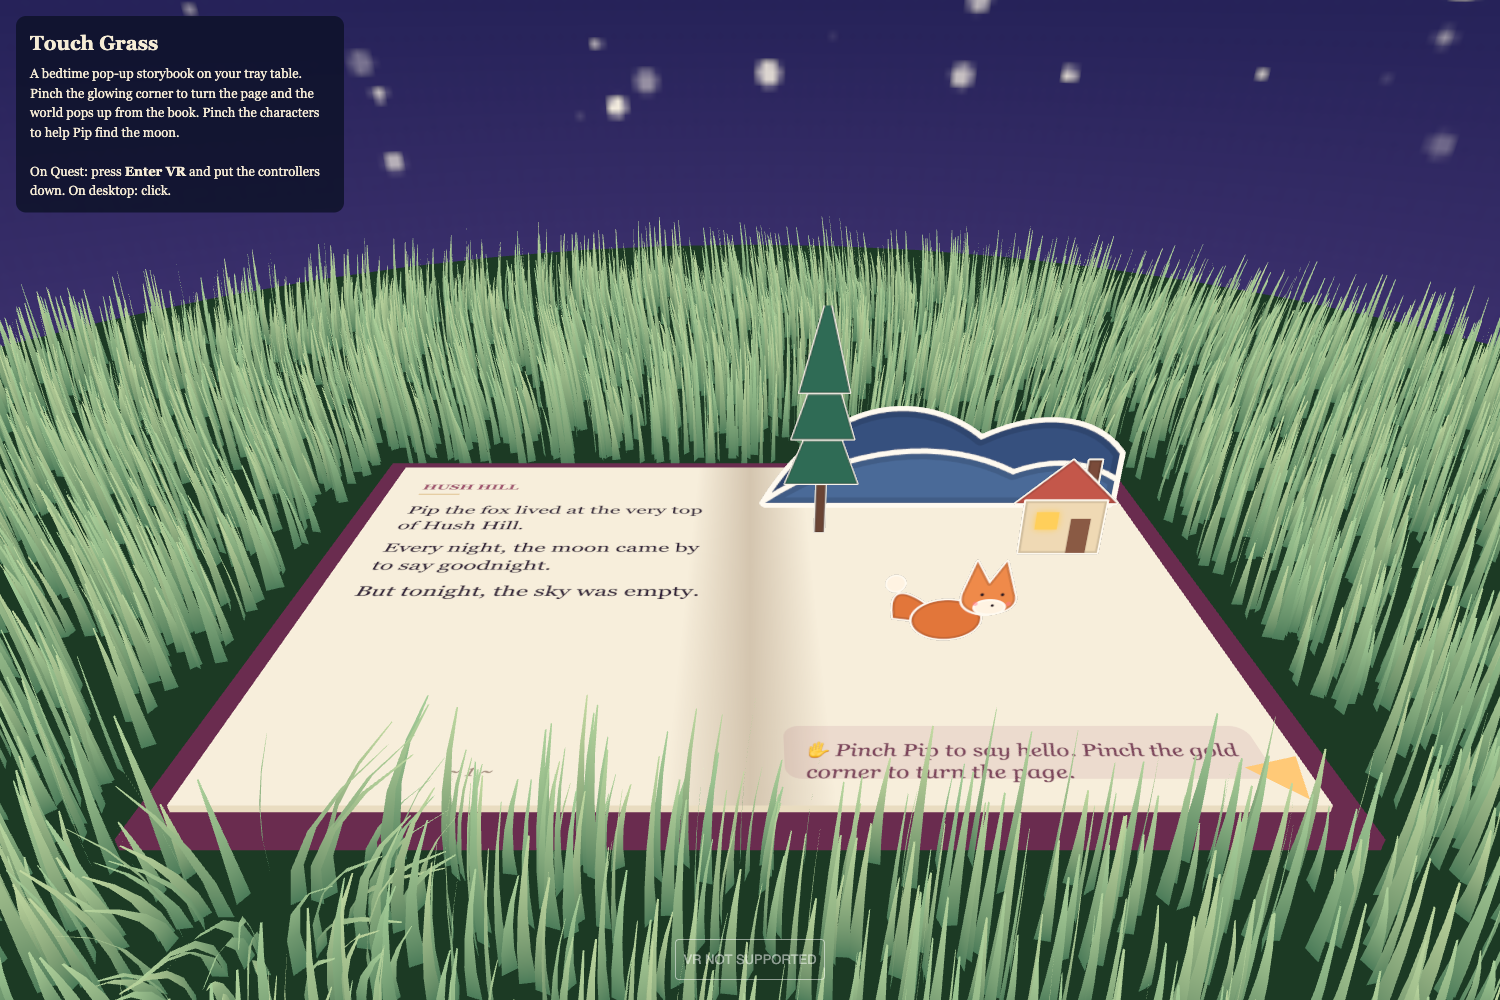 Touch Grass
A bedtime pop-up storybook on your tray table.
Pinch the glowing corner to turn the page and the
world pops up from the book. Pinch the characters
to help Pip find the moon.
On Quest: press Enter VR and put the controllers
down. On desktop: click.
HUSH HILL
Pip the fox lived at the very top
of Hush Hill.
Every night, the moon came by
to say goodnight.
But tonight, the sky was empty.
✋ Pinch Pip to say hello. Pinch the gold
corner to turn the page.
~ 1 ~
VR NOT SUPPORTED